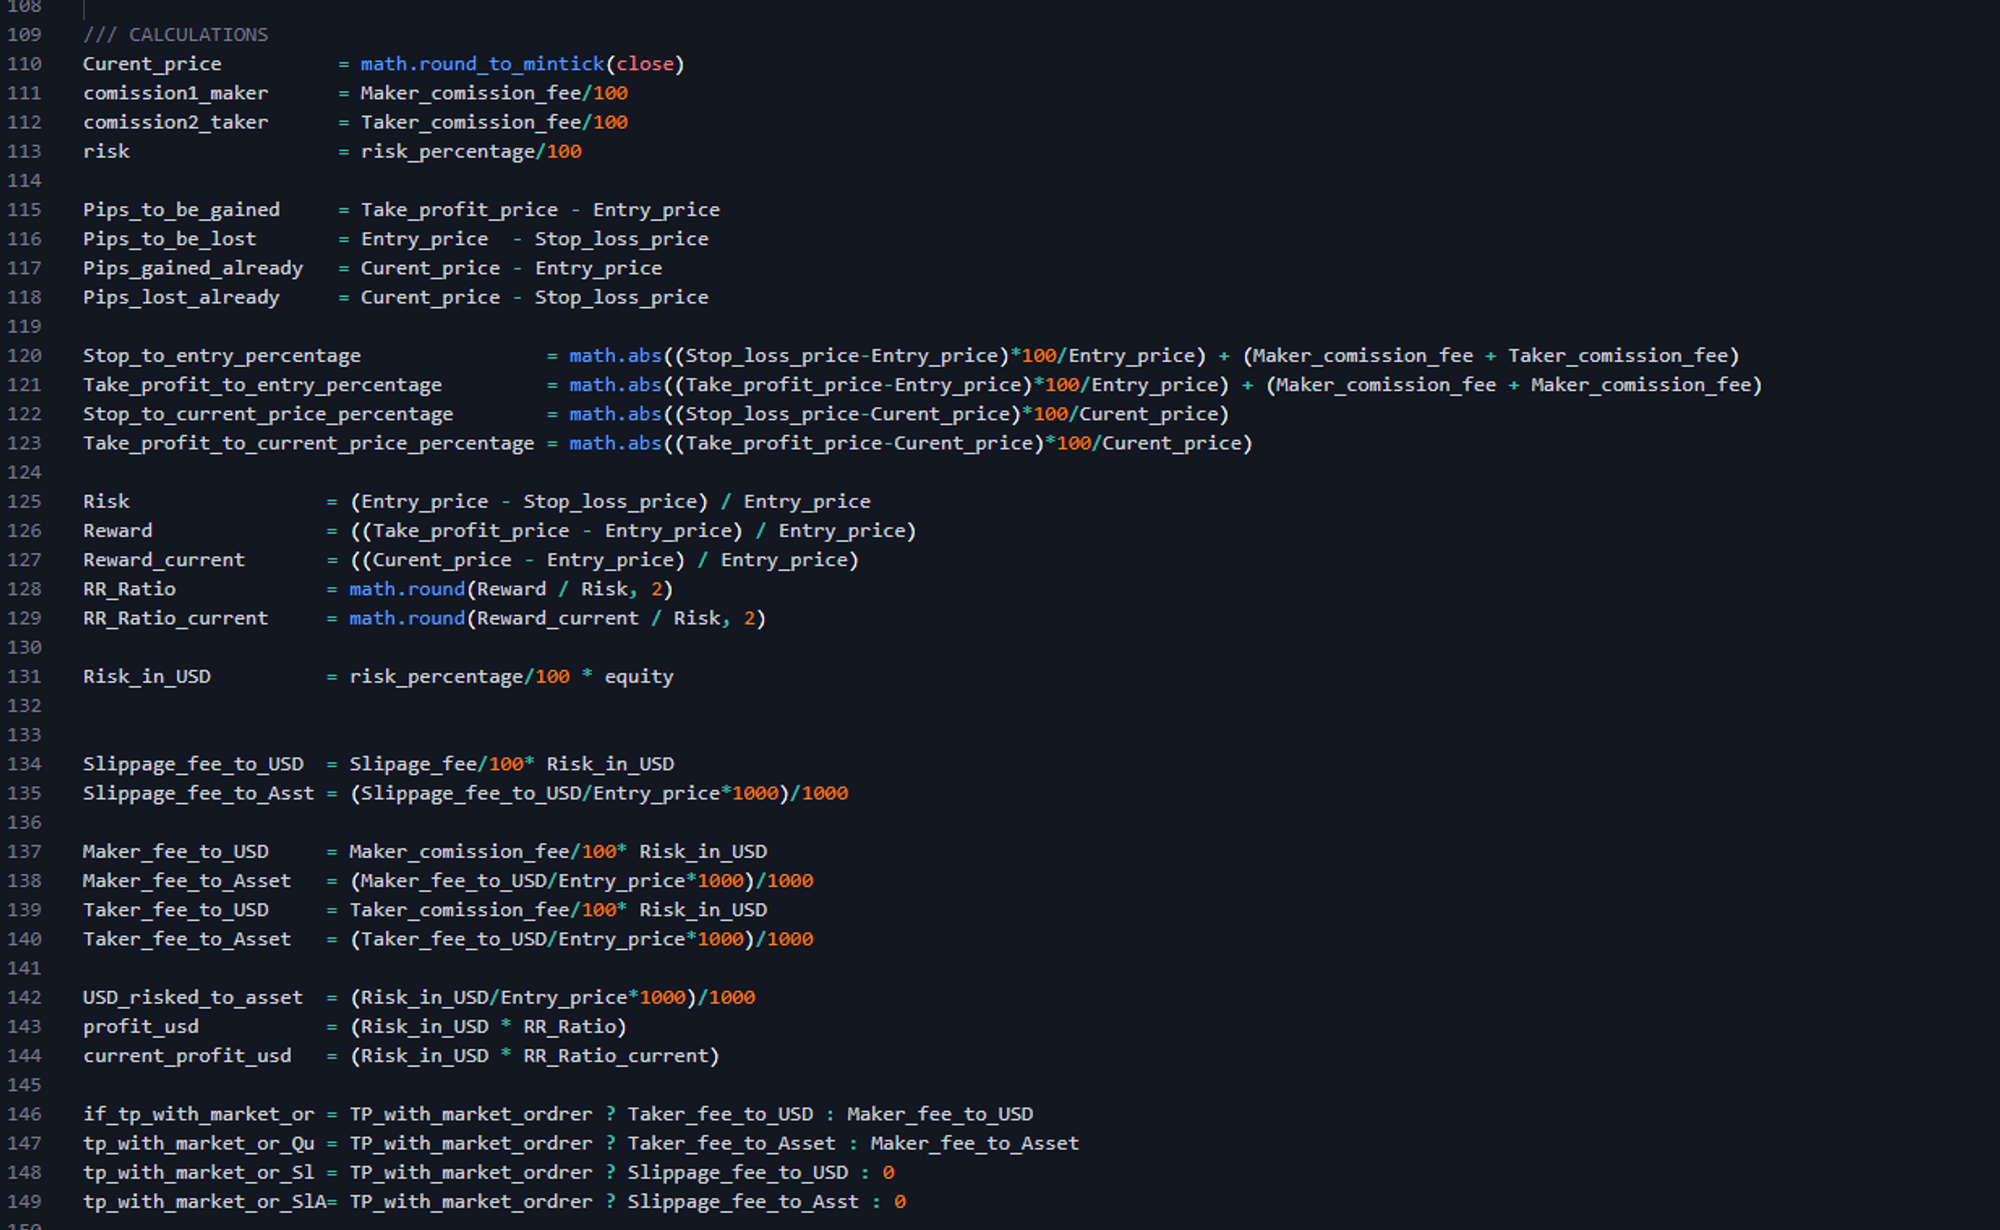 108
109 /// CALCULATIONS
110 Curent_price = math.round_to_mintick(close)
111 comission1_maker = Maker_comission_fee/100
112 comission2_taker = Taker_comission_fee/100
113 risk = risk_percentage/100
114
115 Pips_to_be_gained = Take_profit_price - Entry_price
116 Pips_to_be_lost = Entry_price  - Stop_loss_price
117 Pips_gained_already = Curent_price - Entry_price
118 Pips_lost_already = Curent_price - Stop_loss_price
119
120 Stop_to_entry_percentage = math.abs((Stop_loss_price-Entry_price)*100/Entry_price) + (Maker_comission_fee + Taker_comission_fee)
121 Take_profit_to_entry_percentage = math.abs((Take_profit_price-Entry_price)*100/Entry_price) + (Maker_comission_fee + Maker_comission_fee)
122 Stop_to_current_price_percentage = math.abs((Stop_loss_price-Curent_price)*100/Curent_price)
123 Take_profit_to_current_price_percentage = math.abs((Take_profit_price-Curent_price)*100/Curent_price)
124
125 Risk = (Entry_price - Stop_loss_price) / Entry_price
126 Reward = ((Take_profit_price - Entry_price) / Entry_price)
127 Reward_current = ((Curent_price - Entry_price) / Entry_price)
128 RR_Ratio = math.round(Reward / Risk, 2)
129 RR_Ratio_current = math.round(Reward_current / Risk, 2)
130
131 Risk_in_USD = risk_percentage/100 * equity
132
133
134 Slippage_fee_to_USD = Slipage_fee/100* Risk_in_USD
135 Slippage_fee_to_Asst = (Slippage_fee_to_USD/Entry_price*1000)/1000
136
137 Maker_fee_to_USD = Maker_comission_fee/100* Risk_in_USD
138 Maker_fee_to_Asset = (Maker_fee_to_USD/Entry_price*1000)/1000
139 Taker_fee_to_USD = Taker_comission_fee/100* Risk_in_USD
140 Taker_fee_to_Asset = (Taker_fee_to_USD/Entry_price*1000)/1000
141
142 USD_risked_to_asset = (Risk_in_USD/Entry_price*1000)/1000
143 profit_usd = (Risk_in_USD * RR_Ratio)
144 current_profit_usd = (Risk_in_USD * RR_Ratio_current)
145
146 if_tp_with_market_or = TP_with_market_ordrer ? Taker_fee_to_USD : Maker_fee_to_USD
147 tp_with_market_or_Qu = TP_with_market_ordrer ? Taker_fee_to_Asset : Maker_fee_to_Asset
148 tp_with_market_or_Sl = TP_with_market_ordrer ? Slippage_fee_to_USD : 0
149 tp_with_market_or_SlA= TP_with_market_ordrer ? Slippage_fee_to_Asst : 0
150